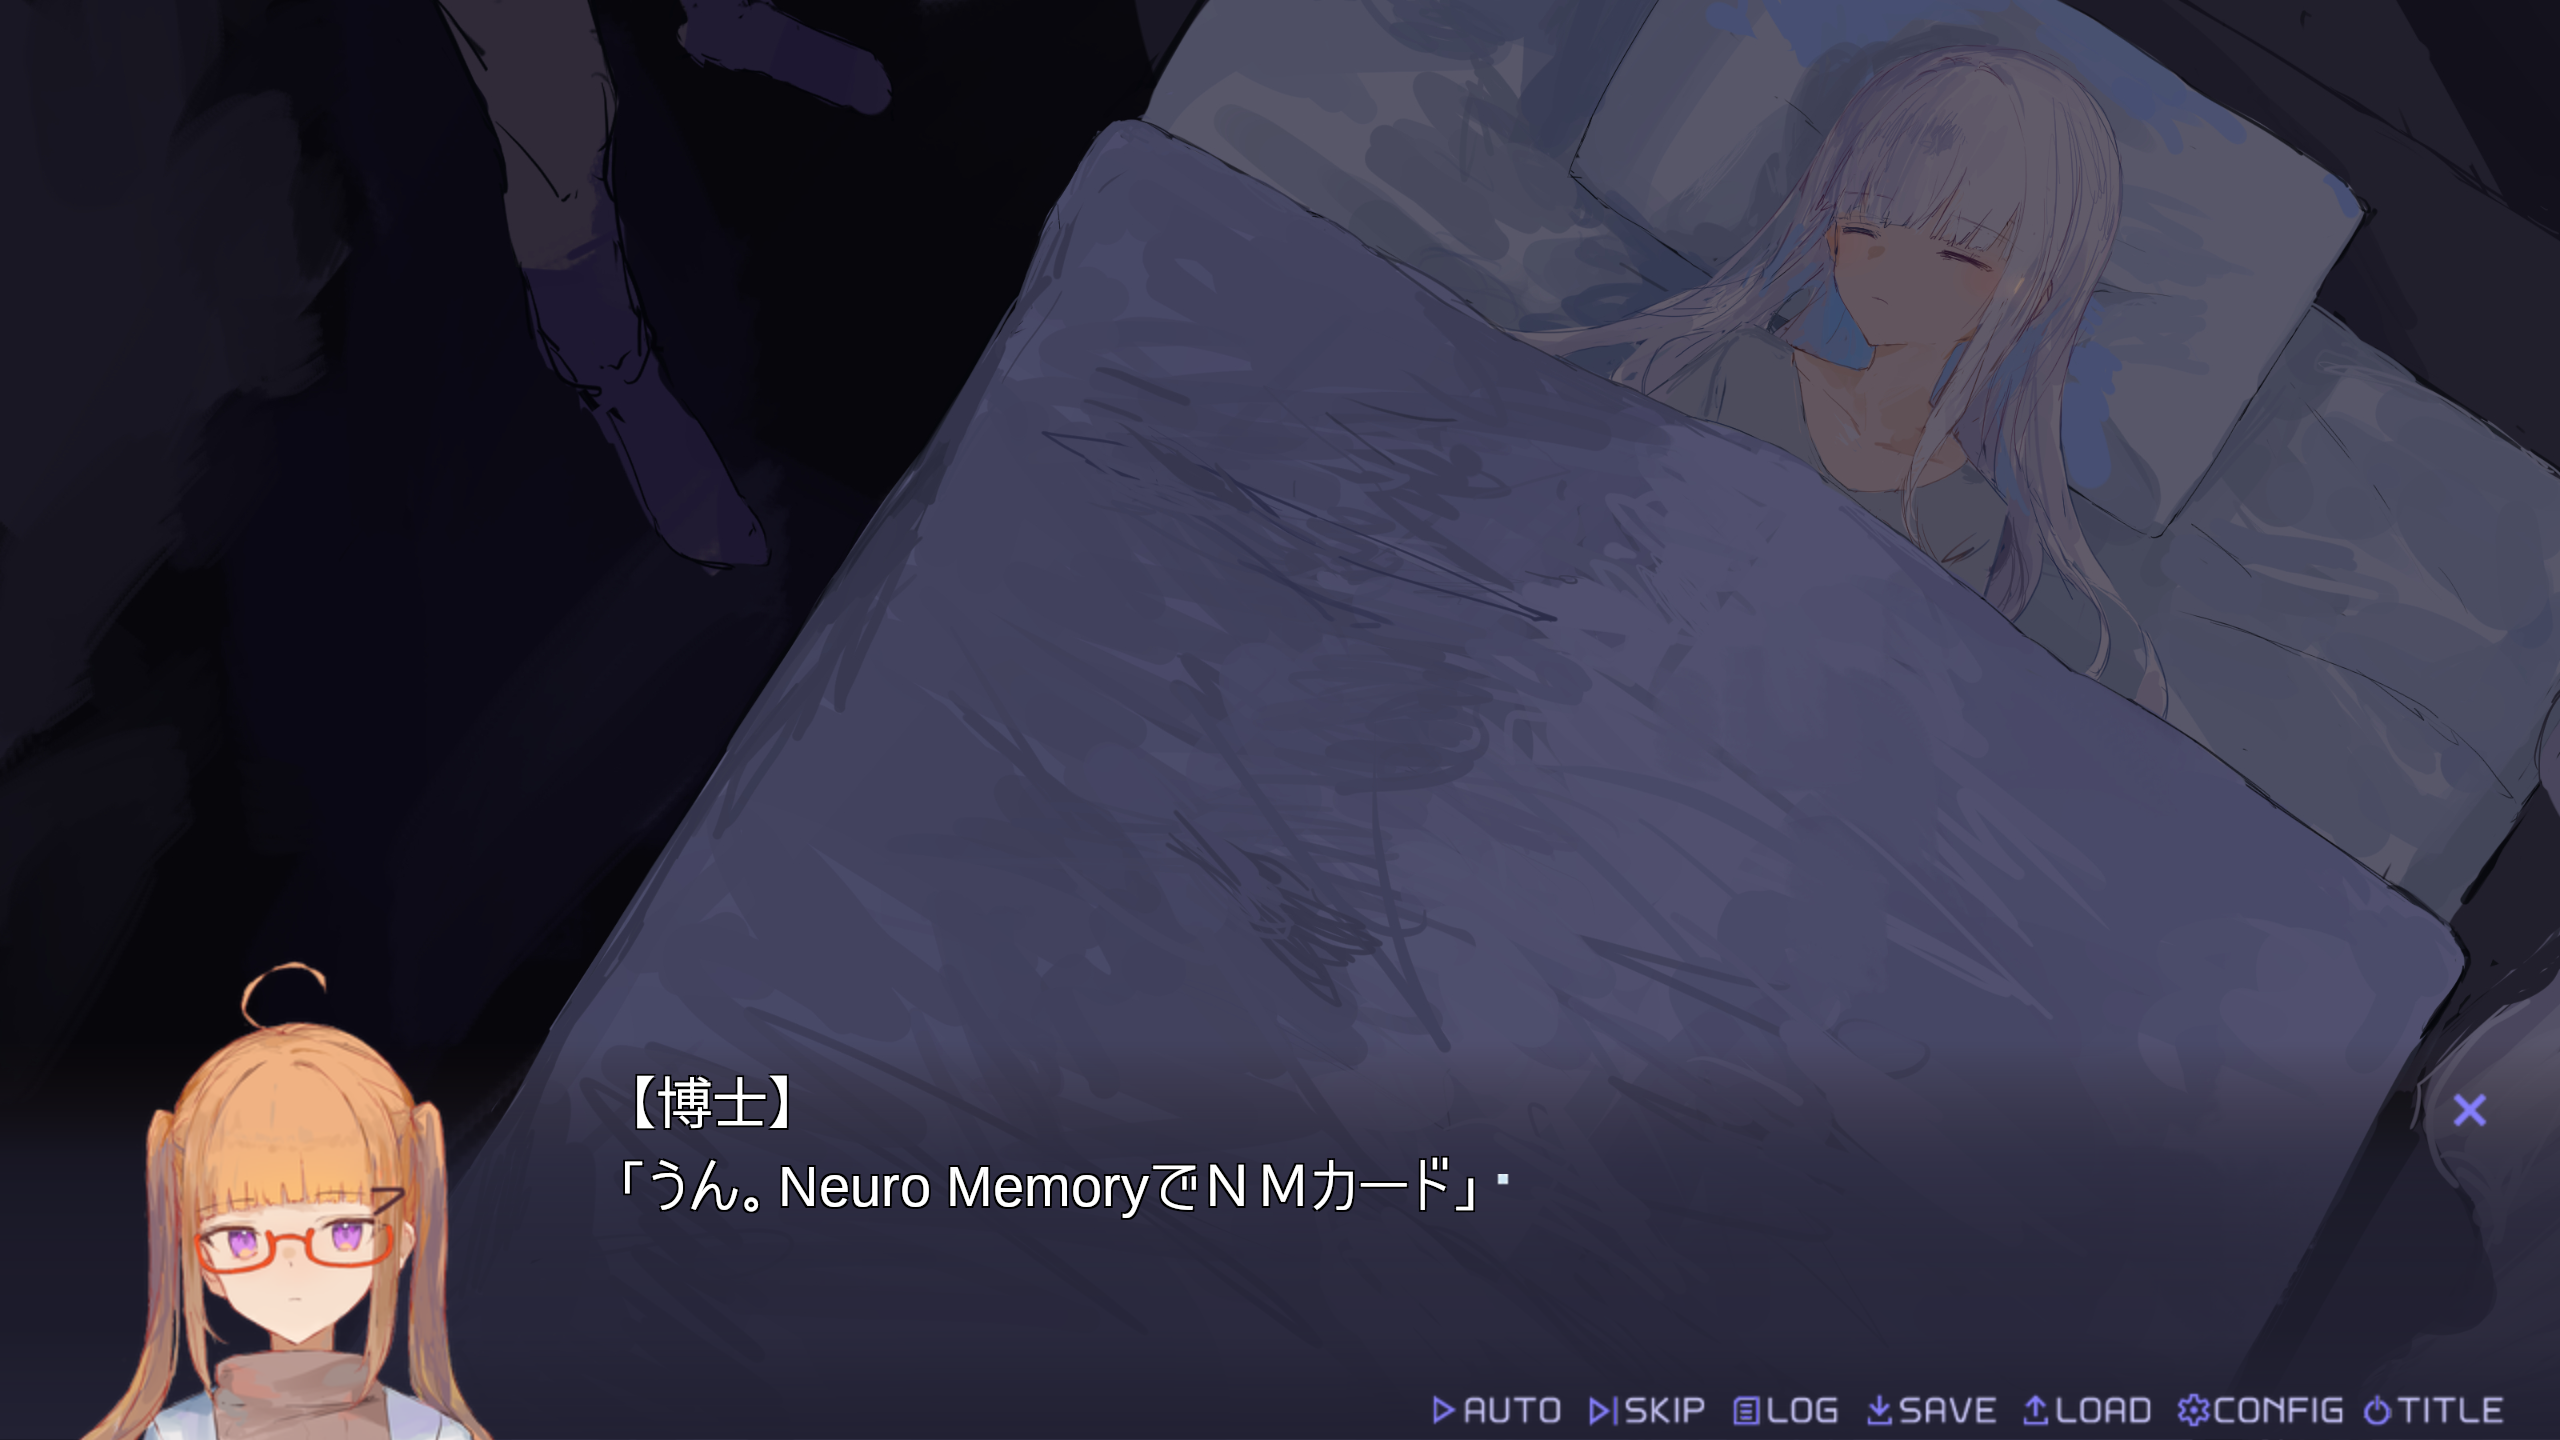 【博士】
「うん。Neuro MemoryでＮＭカード」
AUTO SKIP LOG SAVE LOAD CONFIG TITLE